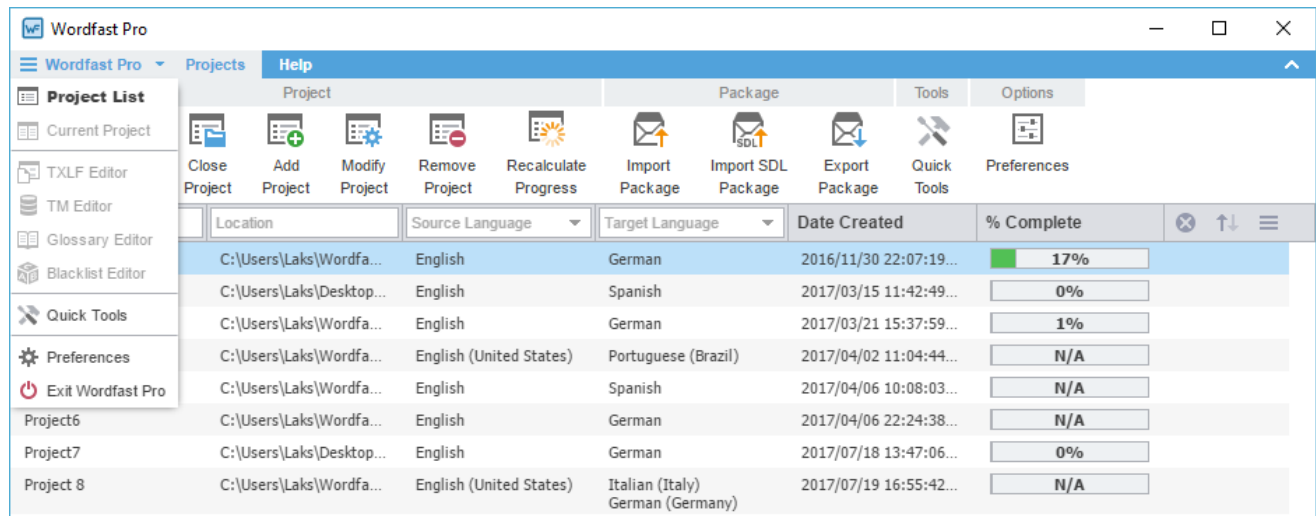 Wordfast Pro
Wordfast Pro Projects Help
Project List
Current Project
TXLF Editor
TM Editor
Glossary Editor
Blacklist Editor
Quick Tools
Preferences
Exit Wordfast Pro
Project Package Tools Options
Close Project
Add Project
Modify Project
Remove Project
Recalculate Progress
Import Package
SDL
Import SDL Package
Export Package
Quick Tools
Preferences
Location Source Language Target Language Date Created % Complete
C:\Users\Laks\Wordfa... English German 2016/11/30 22:07:19... 17%
C:\Users\Laks\Desktop... English Spanish 2017/03/15 11:42:49... 0%
C:\Users\Laks\Wordfa... English German 2017/03/21 15:37:59... 1%
C:\Users\Laks\Wordfa... English (United States) Portuguese (Brazil) 2017/04/02 11:04:44... N/A
C:\Users\Laks\Wordfa... English Spanish 2017/04/06 10:08:03... N/A
Project6 C:\Users\Laks\Wordfa... English German 2017/04/06 22:24:38... N/A
Project7 C:\Users\Laks\Desktop... English German 2017/07/18 13:47:06... 0%
Project 8 C:\Users\Laks\Wordfa... English (United States) Italian (Italy) 2017/07/19 16:55:42... N/A
German (Germany)